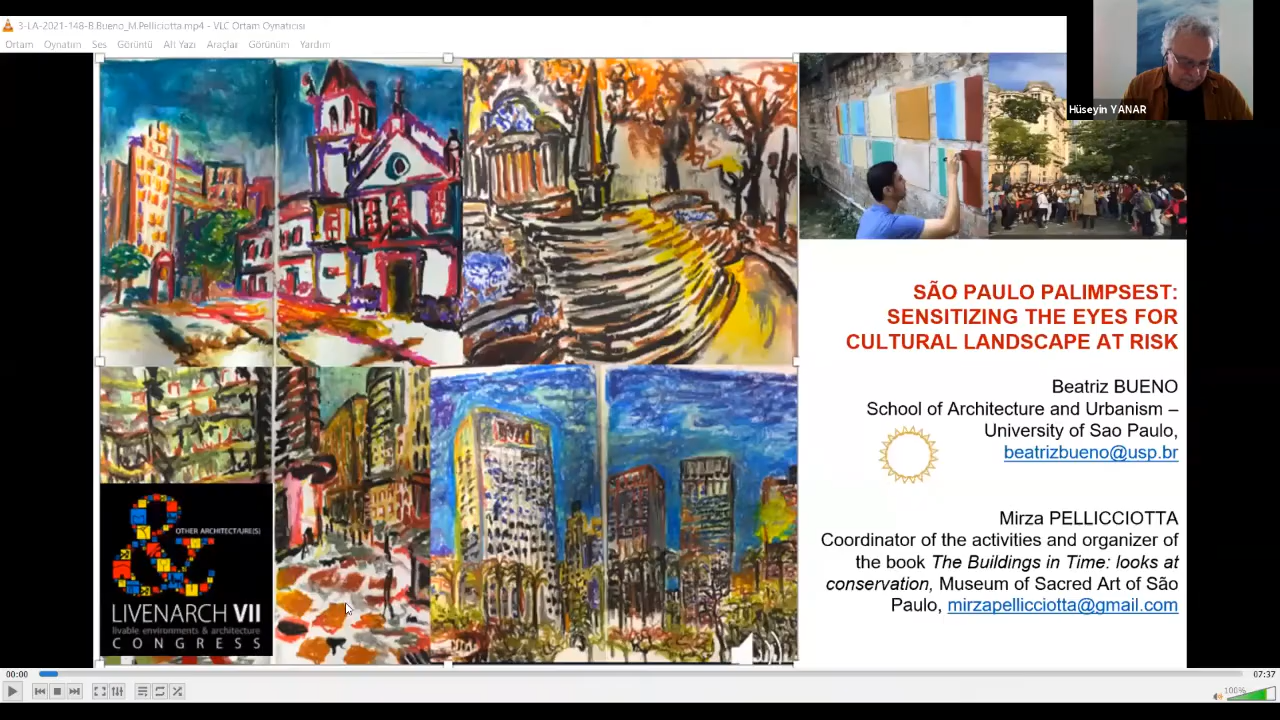 3-LA-2021-148-B.Bueno_M.Pelliciotta.mp4 - VLC Ortam Oynatıcısı
Ortam Oynatım Ses Görüntü Alt Yazı Araçlar Görünüm Yardım
Hüseyin YANAR
SÃO PAULO PALIMPSEST:
SENSITIZING THE EYES FOR
CULTURAL LANDSCAPE AT RISK
Beatriz BUENO
School of Architecture and Urbanism –
University of Sao Paulo,
beatrizbueno@usp.br
Mirza PELLICCIOTTA
Coordinator of the activities and organizer of
the book The Buildings in Time: looks at
conservation, Museum of Sacred Art of São
Paulo, mirzapellicciotta@gmail.com
&
OTHER ARCHITECTURE(S)
LIVENARCH VII
livable environments & architecture
CONGRESS
00:00
07:37
100%